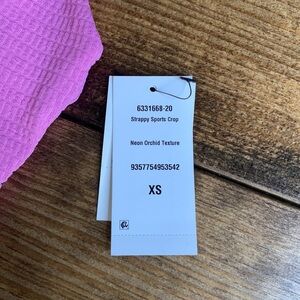 6331668-20
Strappy Sports Crop
Neon Orchid Texture
9357754953542
XS